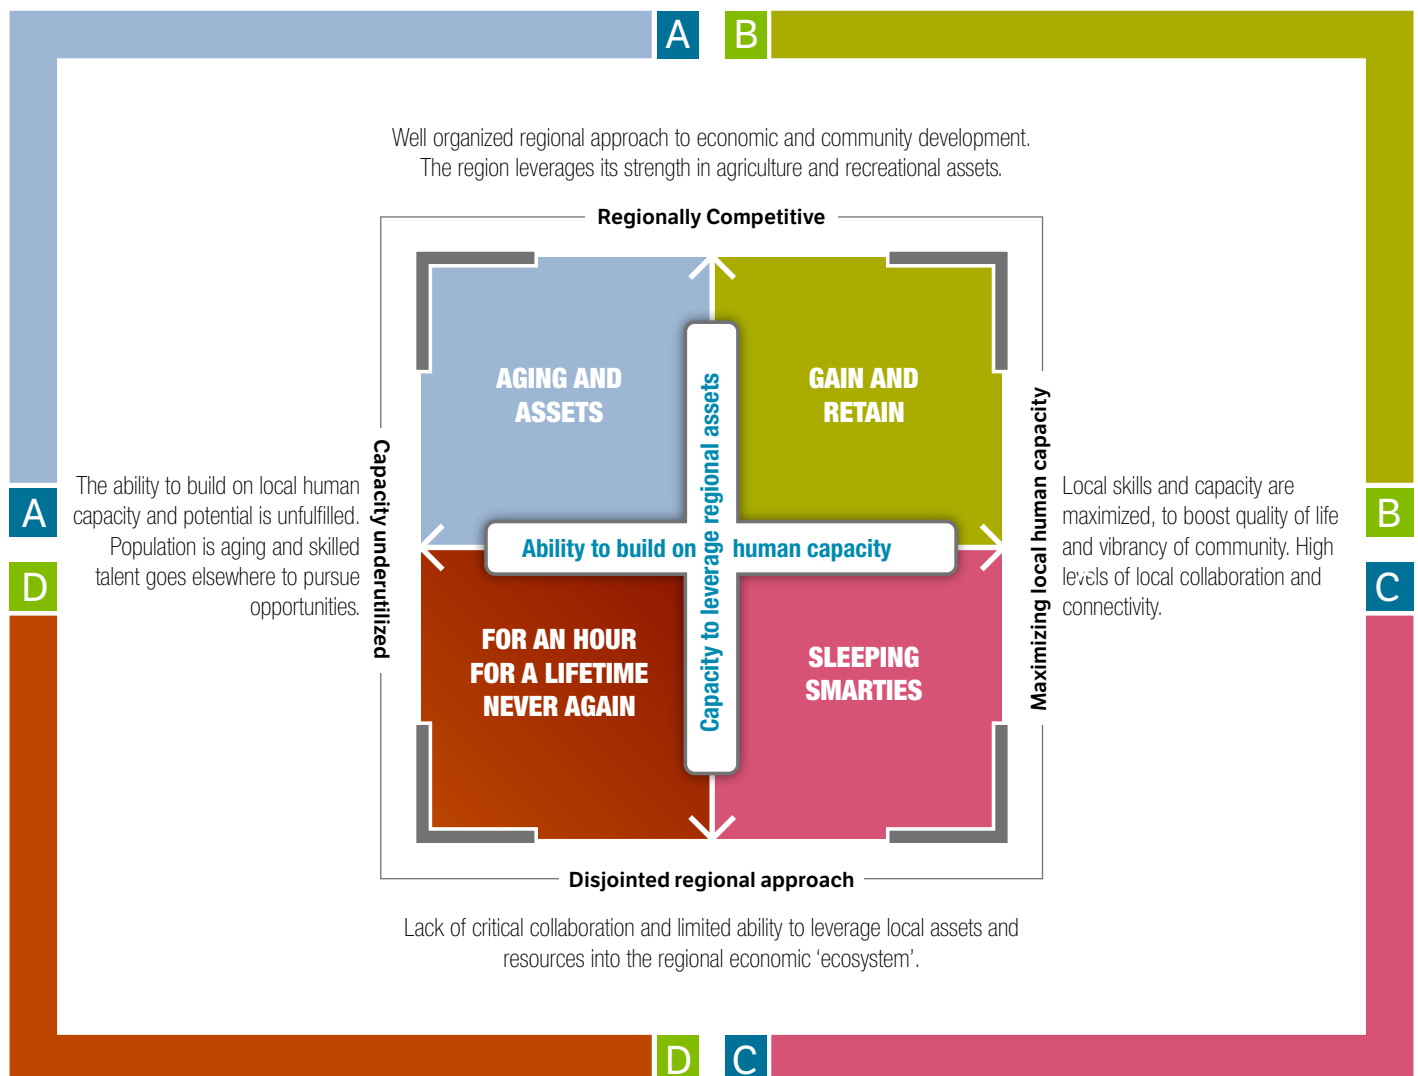 A B
Well organized regional approach to economic and community development.
The region leverages its strength in agriculture and recreational assets.
Regionally Competitive
AGING AND
ASSETS
GAIN AND
RETAIN
Capacity to leverage regional assets
Ability to build on human capacity
Capacity underutilized
Maximizing local human capacity
A
The ability to build on local human
capacity and potential is unfulfilled.
Population is aging and skilled
talent goes elsewhere to pursue
opportunities.
D
Local skills and capacity are
maximized, to boost quality of life
and vibrancy of community. High
levels of local collaboration and
connectivity.
B
C
FOR AN HOUR
FOR A LIFETIME
NEVER AGAIN
SLEEPING
SMARTIES
Disjointed regional approach
Lack of critical collaboration and limited ability to leverage local assets and
resources into the regional economic ‘ecosystem’.
D C